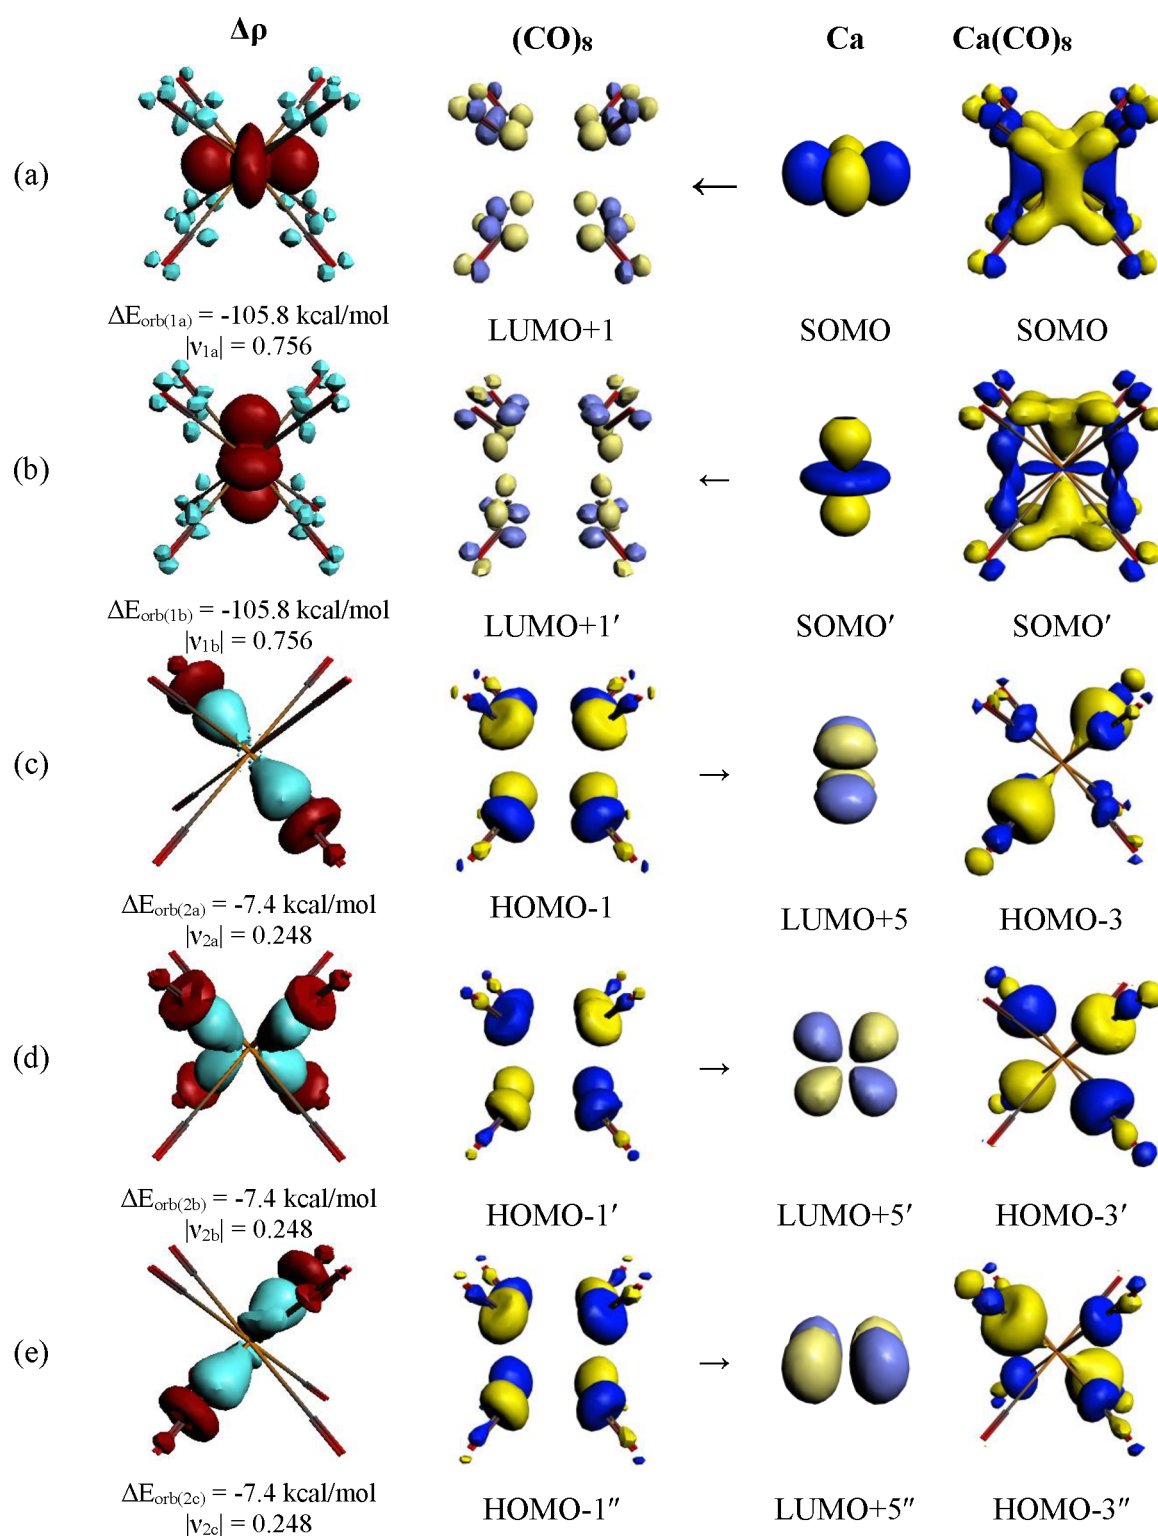 Δρ (CO)₈ Ca Ca(CO)₈
(a) ← 
ΔE_orb(1a) = -105.8 kcal/mol
|ν_1a| = 0.756
LUMO+1 SOMO SOMO
(b) ←
ΔE_orb(1b) = -105.8 kcal/mol
|ν_1b| = 0.756
LUMO+1′ SOMO′ SOMO′
(c) →
ΔE_orb(2a) = -7.4 kcal/mol
|ν_2a| = 0.248
HOMO-1 LUMO+5 HOMO-3
(d) →
ΔE_orb(2b) = -7.4 kcal/mol
|ν_2b| = 0.248
HOMO-1′ LUMO+5′ HOMO-3′
(e) →
ΔE_orb(2c) = -7.4 kcal/mol
|ν_2c| = 0.248
HOMO-1″ LUMO+5″ HOMO-3″